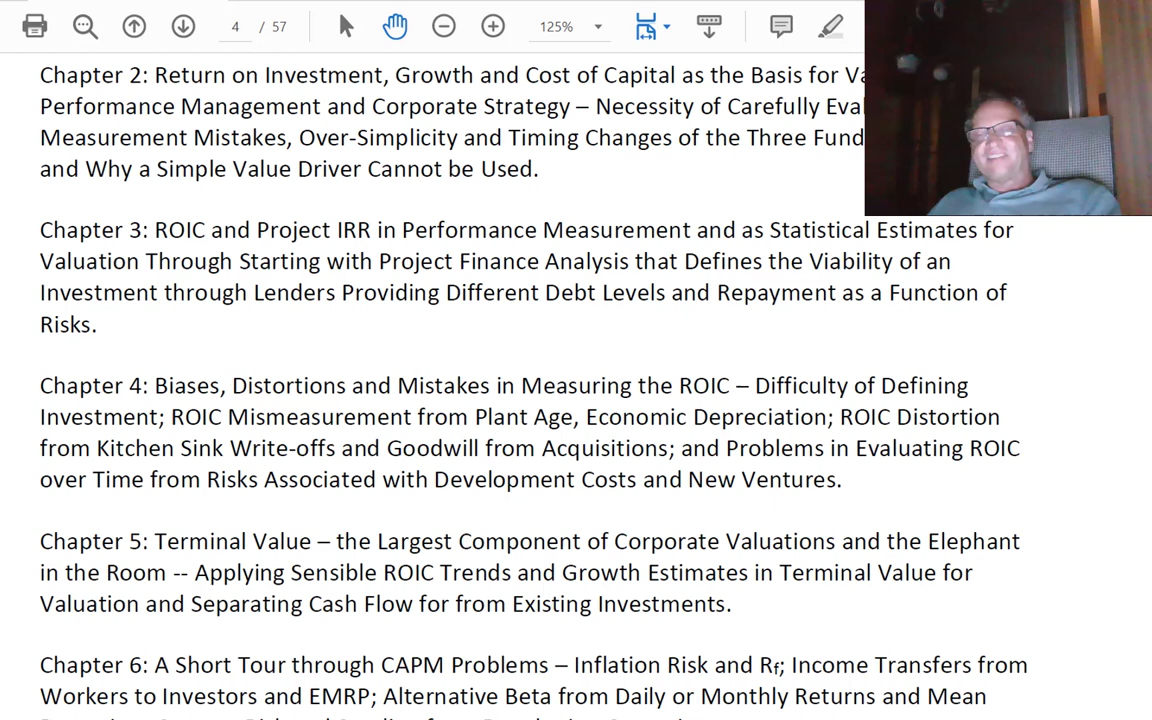 4 / 57
125%
Chapter 2: Return on Investment, Growth and Cost of Capital as the Basis for
Performance Management and Corporate Strategy – Necessity of Carefully
Measurement Mistakes, Over-Simplicity and Timing Changes of the Three
and Why a Simple Value Driver Cannot be Used.
Chapter 3: ROIC and Project IRR in Performance Measurement and as Statistical Estimates for
Valuation Through Starting with Project Finance Analysis that Defines the Viability of an
Investment through Lenders Providing Different Debt Levels and Repayment as a Function of
Risks.
Chapter 4: Biases, Distortions and Mistakes in Measuring the ROIC – Difficulty of Defining
Investment; ROIC Mismeasurement from Plant Age, Economic Depreciation; ROIC Distortion
from Kitchen Sink Write-offs and Goodwill from Acquisitions; and Problems in Evaluating ROIC
over Time from Risks Associated with Development Costs and New Ventures.
Chapter 5: Terminal Value – the Largest Component of Corporate Valuations and the Elephant
in the Room -- Applying Sensible ROIC Trends and Growth Estimates in Terminal Value for
Valuation and Separating Cash Flow for from Existing Investments.
Chapter 6: A Short Tour through CAPM Problems – Inflation Risk and Rf; Income Transfers from
Workers to Investors and EMRP; Alternative Beta from Daily or Monthly Returns and Mean